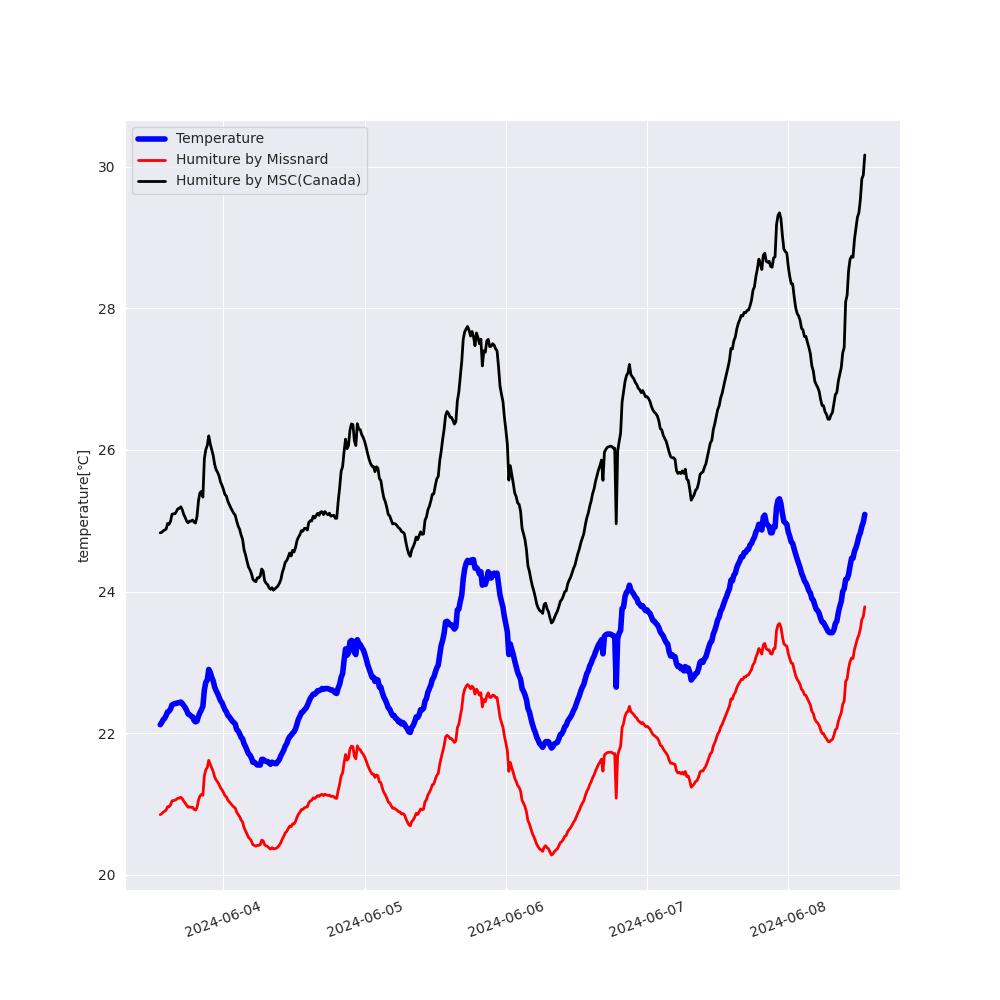 Temperature
Humiture by Missnard
Humiture by MSC(Canada)
30
28
26
24
22
20
temperature[℃]
2024-06-04
2024-06-05
2024-06-06
2024-06-07
2024-06-08